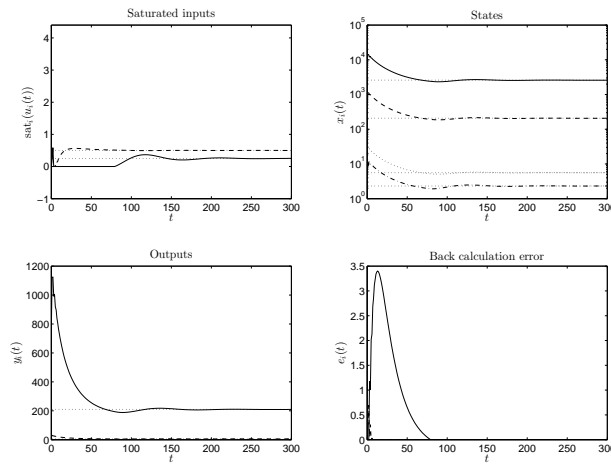 Saturated inputs
sat_i(u_i(t))
4
3
2
1
0
−1
0 50 100 150 200 250 300
t
States
x_i(t)
10^5
10^4
10^3
10^2
10^1
10^0
0 50 100 150 200 250 300
t
Outputs
y_i(t)
1200
1000
800
600
400
200
0
0 50 100 150 200 250 300
t
Back calculation error
e_i(t)
3.5
3
2.5
2
1.5
1
0.5
0
0 50 100 150 200 250 300
t